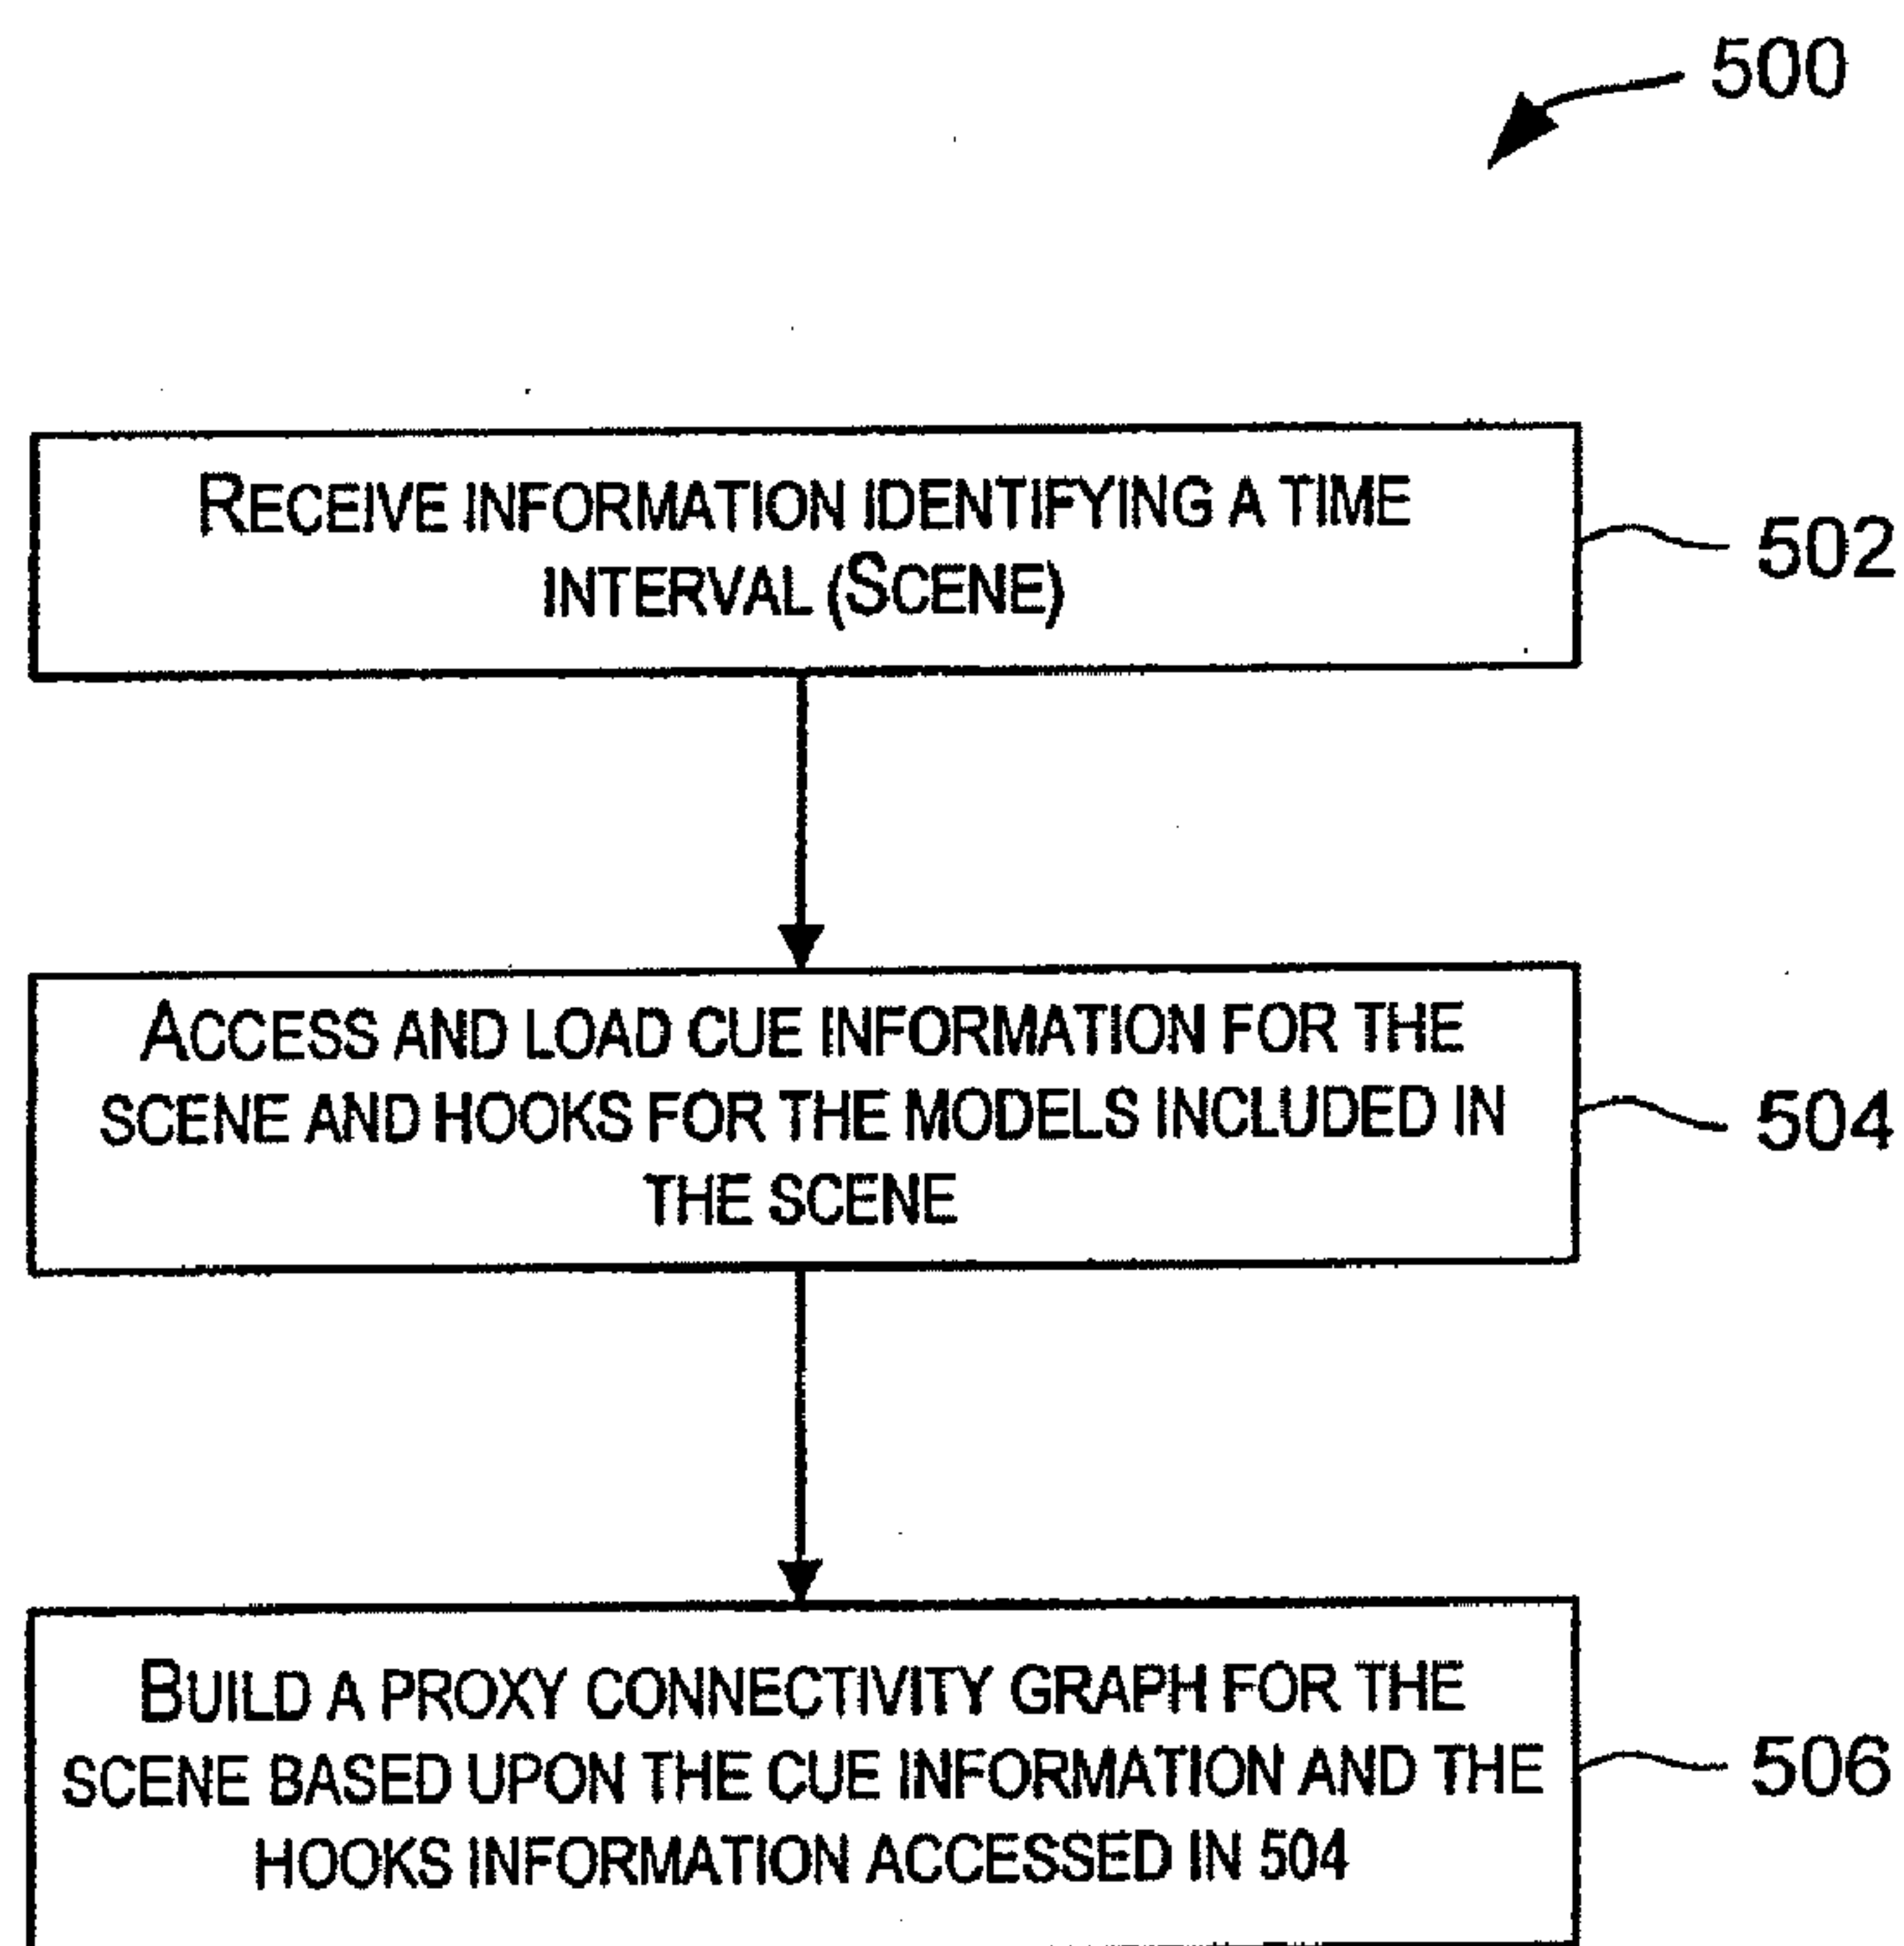 500
RECEIVE INFORMATION IDENTIFYING A TIME
INTERVAL (SCENE)
502
ACCESS AND LOAD CUE INFORMATION FOR THE
SCENE AND HOOKS FOR THE MODELS INCLUDED IN
THE SCENE
504
BUILD A PROXY CONNECTIVITY GRAPH FOR THE
SCENE BASED UPON THE CUE INFORMATION AND THE
HOOKS INFORMATION ACCESSED IN 504
506